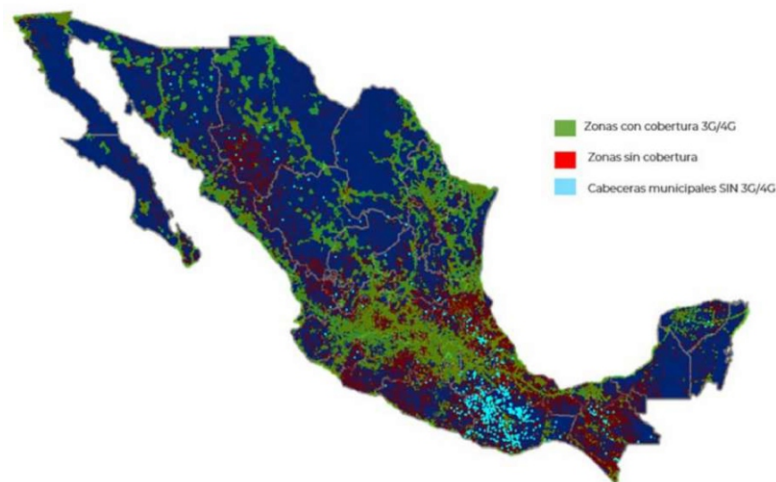 Zonas con cobertura 3G/4G
Zonas sin cobertura
Cabeceras municipales SIN 3G/4G